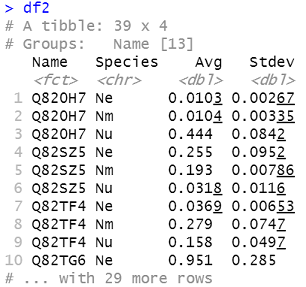 > df2
# A tibble: 39 x 4
# Groups:   Name [13]
   Name   Species    Avg   Stdev
   <fct>  <chr>    <dbl>   <dbl>
 1 Q820H7 Ne      0.0103 0.00267
 2 Q820H7 Nm      0.0104 0.00335
 3 Q820H7 Nu      0.444  0.0842
 4 Q82SZ5 Ne      0.255  0.0952
 5 Q82SZ5 Nm      0.193  0.00786
 6 Q82SZ5 Nu      0.0318 0.0116
 7 Q82TF4 Ne      0.0369 0.00653
 8 Q82TF4 Nm      0.279  0.0747
 9 Q82TF4 Nu      0.158  0.0497
10 Q82TG6 Ne      0.951  0.285
# ... with 29 more rows